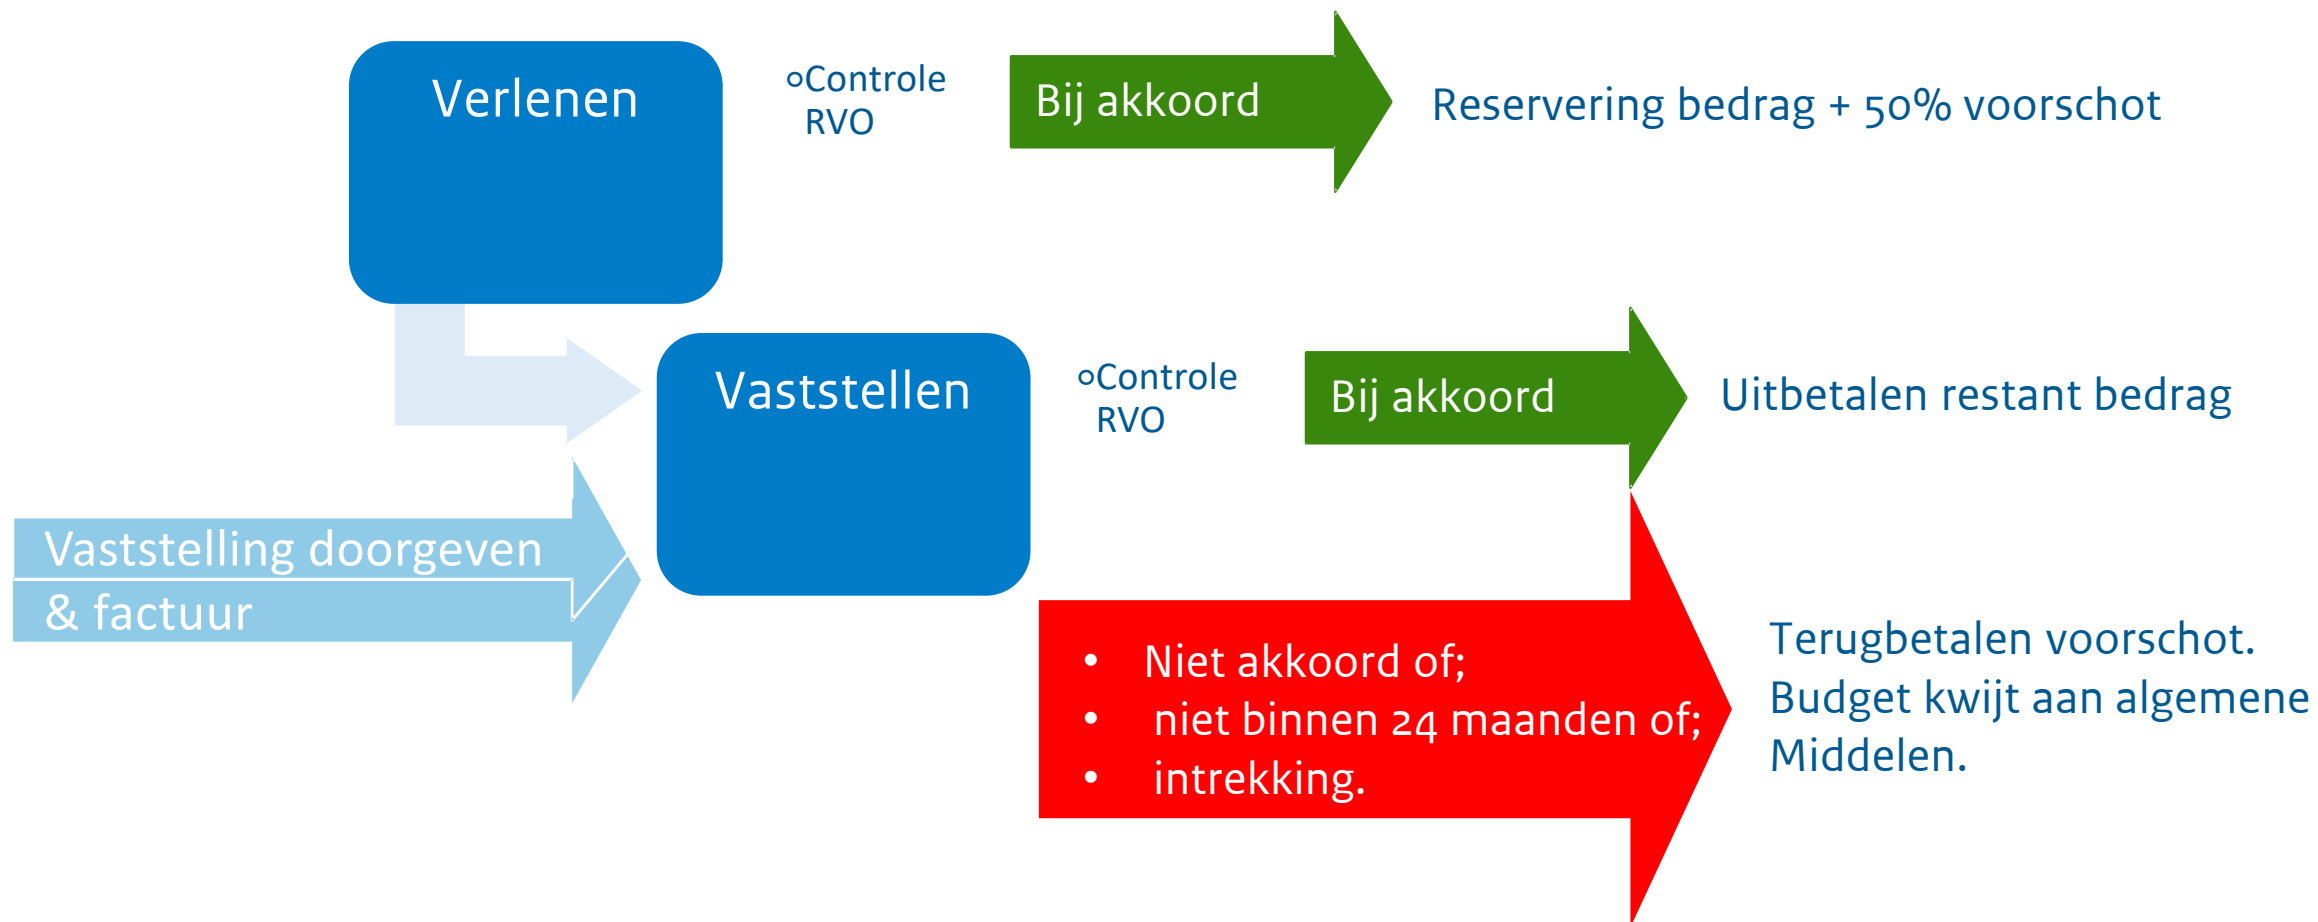 Verlenen
Controle
RVO
Bij akkoord
Reservering bedrag + 50% voorschot
Vaststellen
Controle
RVO
Bij akkoord
Uitbetalen restant bedrag
Vaststelling doorgeven
& factuur
• Niet akkoord of;
• niet binnen 24 maanden of;
• intrekking.
Terugbetalen voorschot.
Budget kwijt aan algemene
Middelen.